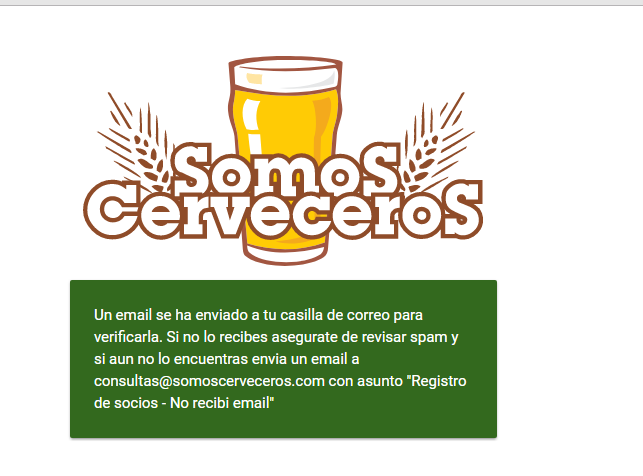 SomoS
CerveceroS
Un email se ha enviado a tu casilla de correo para
verificarla. Si no lo recibes asegurate de revisar spam y
si aun no lo encuentras envia un email a
consultas@somoscerveceros.com con asunto "Registro
de socios - No recibi email"